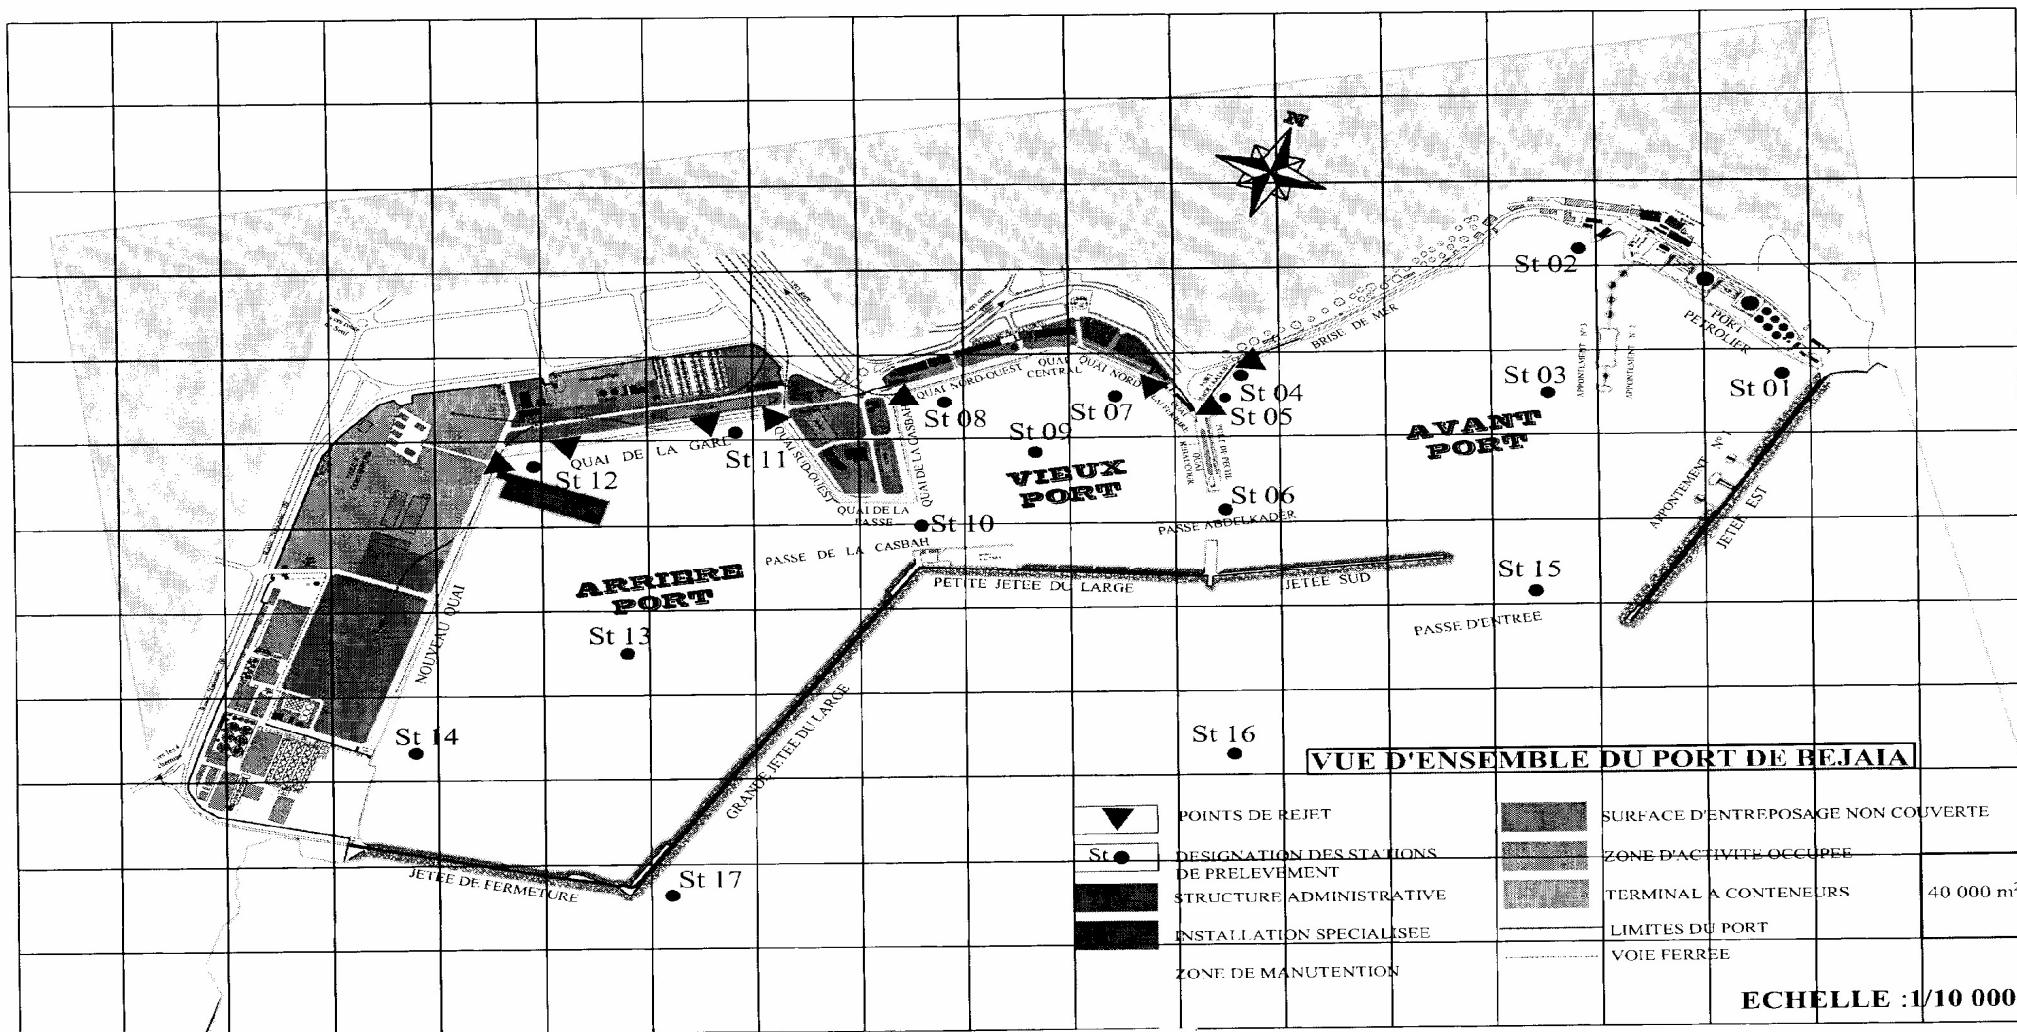 N
St 02
PORT
PETROLIER
BRISE DE MER
APPONTEMENT N°3
APPONTEMENT N°2
St 01
St 03
St 04
St 05
QUAI NORD-OUEST
QUAI
CENTRAL
QUAI NORD
St 07
St 08
St 09
AVANT
PORT
VIEUX
PORT
QUAI DE LA GARE
St 11
St 12
QUAI SUD-OUEST
QUAI DE LA CASBAH
QUAI DE LA
PASSE
St 10
St 06
PASSE ABDELKADER
APPONTEMENT N°1
JETEE EST
PASSE DE LA CASBAH
ARRIERE
PORT
PETITE JETEE DU LARGE
JETEE SUD
St 15
PASSE D'ENTREE
St 13
NOUVEAU QUAI
St 14
GRANDE JETEE DU LARGE
St 16
JETEE DE FERMETURE
St 17
VUE D'ENSEMBLE DU PORT DE BEJAIA
POINTS DE REJET
St
DESIGNATION DES STATIONS
DE PRELEVEMENT
STRUCTURE ADMINISTRATIVE
INSTALLATION SPECIALISEE
ZONE DE MANUTENTION
SURFACE D'ENTREPOSAGE NON COUVERTE
ZONE D'ACTIVITE OCCUPEE
TERMINAL A CONTENEURS
40 000 m²
LIMITES DU PORT
VOIE FERREE
ECHELLE :1/10 000